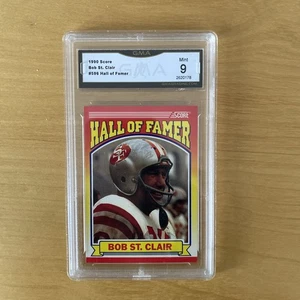 GMA
1990 Score
Bob St. Clair
#596 Hall of Famer
Mint
9
SCORE
HALL OF FAMER
BOB ST. CLAIR